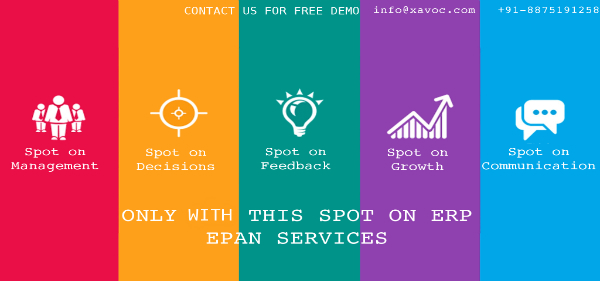 CONTACT US FOR FREE DEMO info@xavoc.com +91-8875191258
Spot on
Management
Spot on
Decisions
Spot on
Feedback
Spot on
Growth
Spot on
Communication
ONLY WITH THIS SPOT ON ERP
EPAN SERVICES